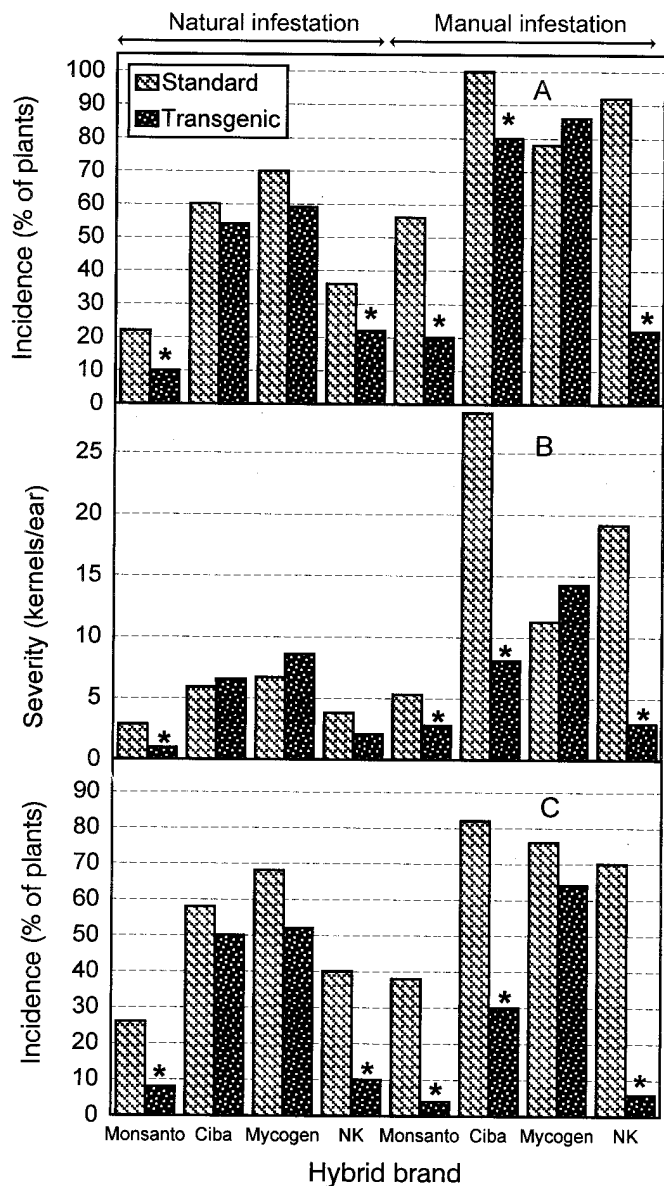 Natural infestation Manual infestation
Standard
Transgenic
A
Incidence (% of plants)
100
90
80
70
60
50
40
30
20
10
0
* * * * *
B
Severity (kernels/ear)
25
20
15
10
5
0
* * * *
C
Incidence (% of plants)
90
80
70
60
50
40
30
20
10
0
* * * * *
Monsanto Ciba Mycogen NK Monsanto Ciba Mycogen NK
Hybrid brand